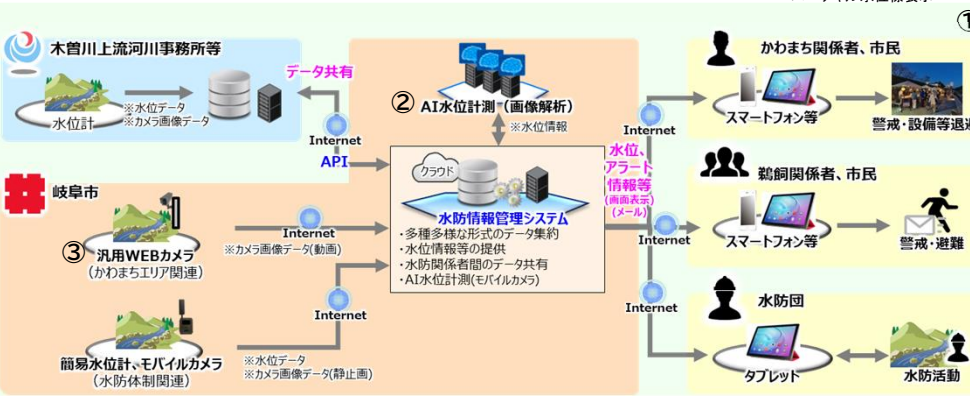 ①
木曽川上流河川事務所等
水位計
※水位データ
※カメラ画像データ
データ共有
Internet
API
②
AI水位計測(画像解析)
※水位情報
クラウド
水防情報管理システム
・多種多様な形式のデータ集約
・水位情報等の提供
・水防関係者間のデータ共有
・AI水位計測(モバイルカメラ)
岐阜市
③
汎用WEBカメラ
(かわまちエリア関連)
Internet
※カメラ画像データ(動画)
簡易水位計、モバイルカメラ
(水防体制関連)
Internet
※水位データ
※カメラ画像データ(静止画)
Internet
水位、
アラート
情報等
(画面表示)
(メール)
Internet
Internet
かわまち関係者、市民
スマートフォン等
警戒・設備等退避
鵜飼関係者、市民
スマートフォン等
警戒・避難
水防団
タブレット
水防活動